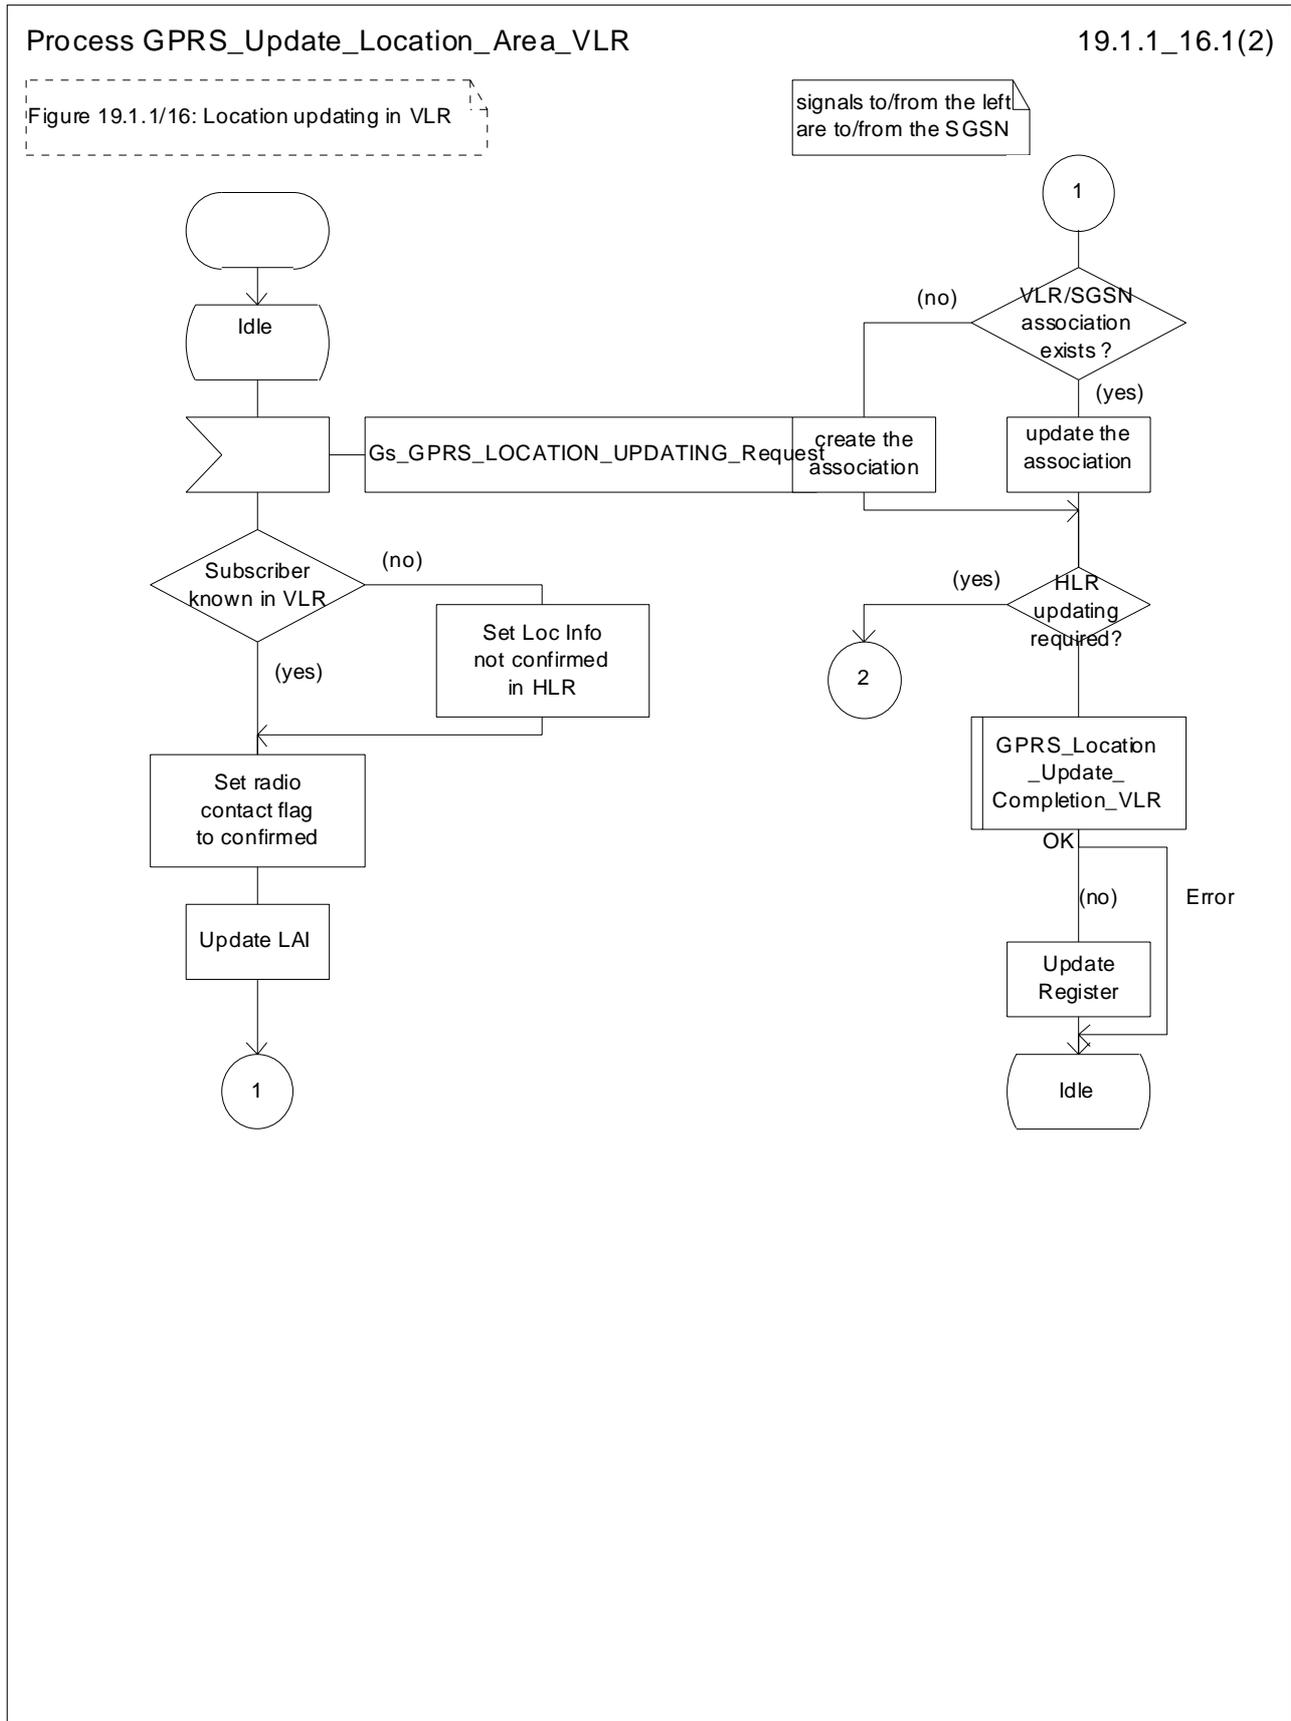 Process GPRS_Update_Location_Area_VLR
19.1.1_16.1(2)
Figure 19.1.1/16: Location updating in VLR
signals to/from the left
are to/from the SGSN
Idle
Gs_GPRS_LOCATION_UPDATING_Request
Subscriber
known in VLR
(no)
(yes)
Set Loc Info
not confirmed
in HLR
Set radio
contact flag
to confirmed
Update LAI
1
1
VLR/SGSN
association
exists ?
(no)
(yes)
create the
association
update the
association
HLR
updating
required?
(yes)
2
GPRS_Location
_Update_
Completion_VLR
OK
(no)
Error
Update
Register
Idle